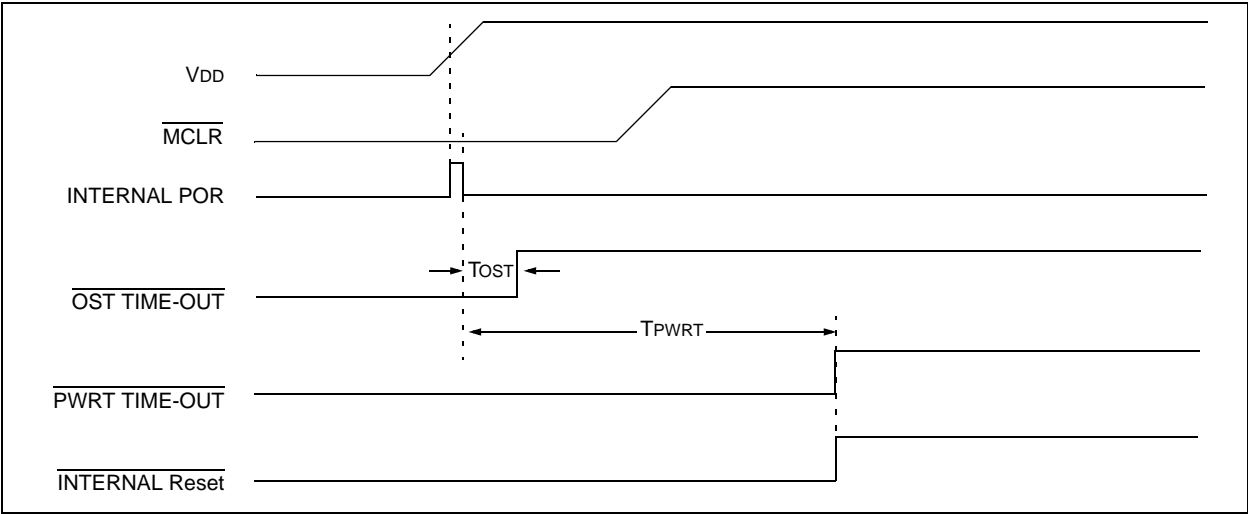 VDD
MCLR
INTERNAL POR
TOST
OST TIME-OUT
TPWRT
PWRT TIME-OUT
INTERNAL Reset